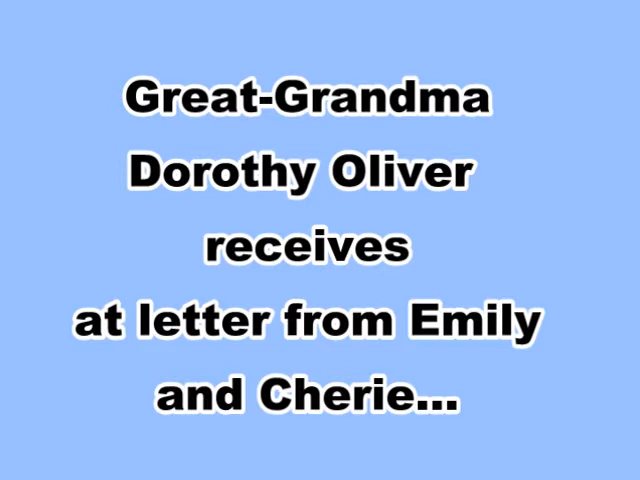 Great-Grandma
Dorothy Oliver
receives
at letter from Emily
and Cherie...